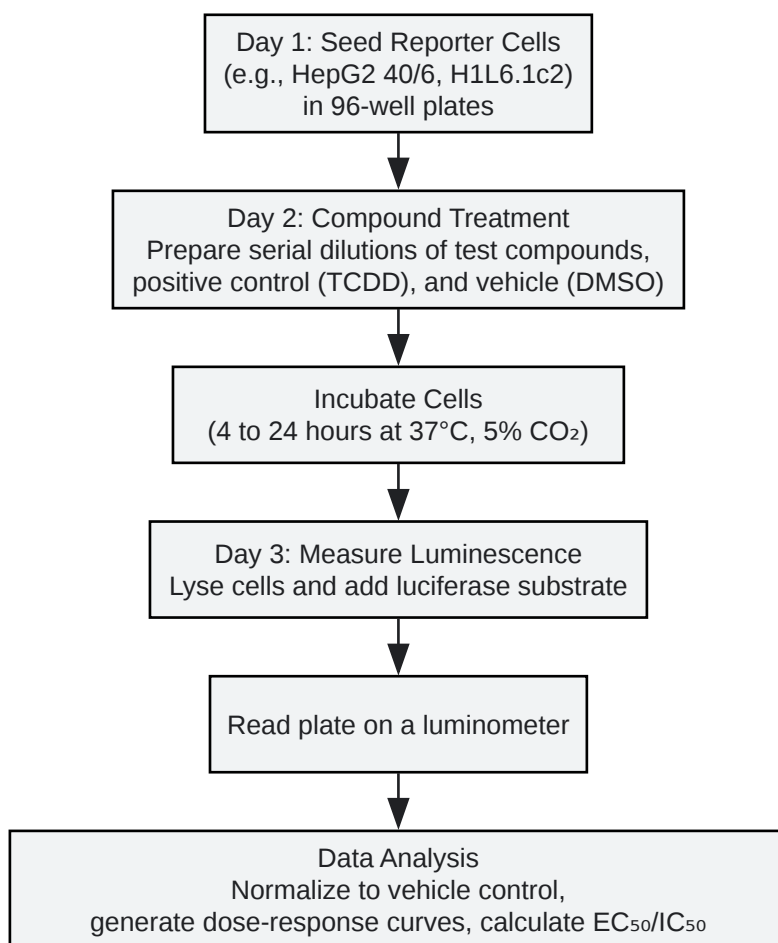 Day 1: Seed Reporter Cells
(e.g., HepG2 40/6, H1L6.1c2)
in 96-well plates
Day 2: Compound Treatment
Prepare serial dilutions of test compounds,
positive control (TCDD), and vehicle (DMSO)
Incubate Cells
(4 to 24 hours at 37°C, 5% CO₂)
Day 3: Measure Luminescence
Lyse cells and add luciferase substrate
Read plate on a luminometer
Data Analysis
Normalize to vehicle control,
generate dose-response curves, calculate EC₅₀/IC₅₀